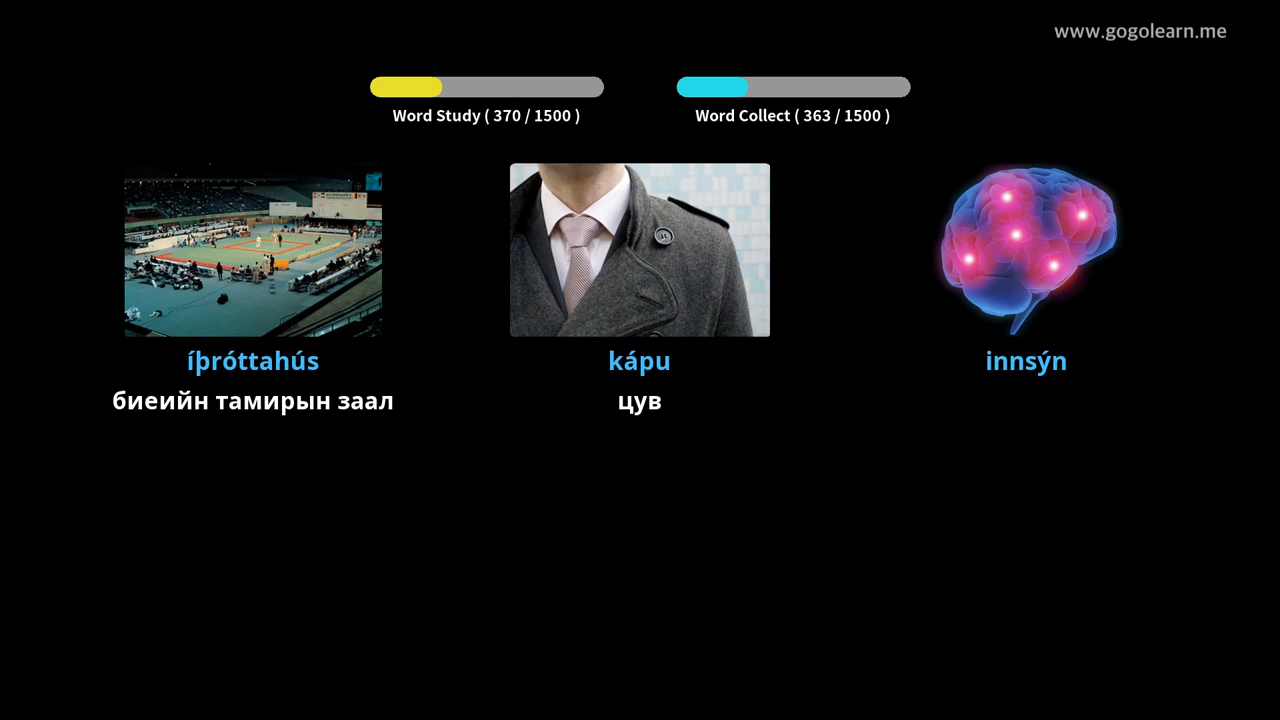 www.gogolearn.me
Word Study ( 370 / 1500 )
Word Collect ( 363 / 1500 )
íþróttahús
kápu
innsýn
биеийн тамирын заал
цув